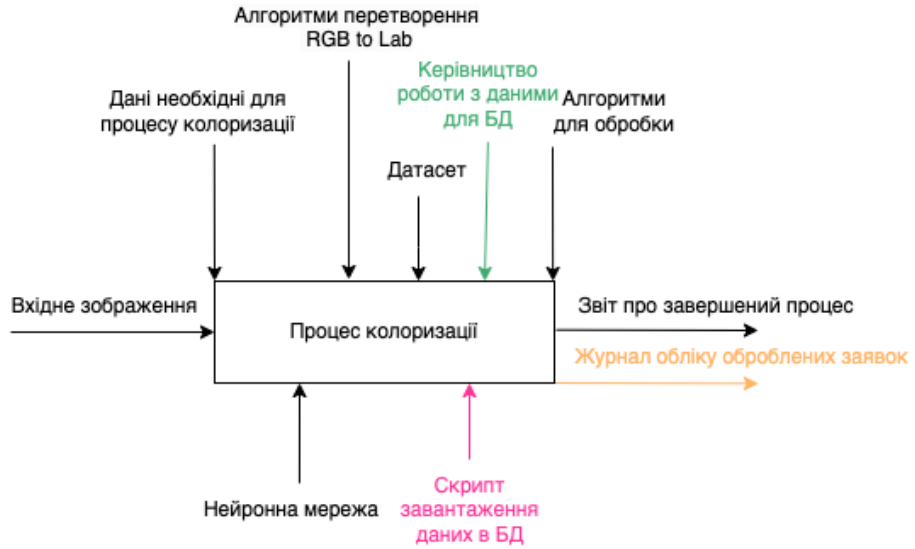 Алгоритми перетворення
RGB to Lab
Керівництво
роботи з даними
для БД
Дані необхідні для
процесу колоризації
Алгоритми
для обробки
Датасет
Вхідне зображення
Процес колоризації
Звіт про завершений процес
Журнал обліку оброблених заявок
Нейронна мережа
Скрипт
завантаження
даних в БД